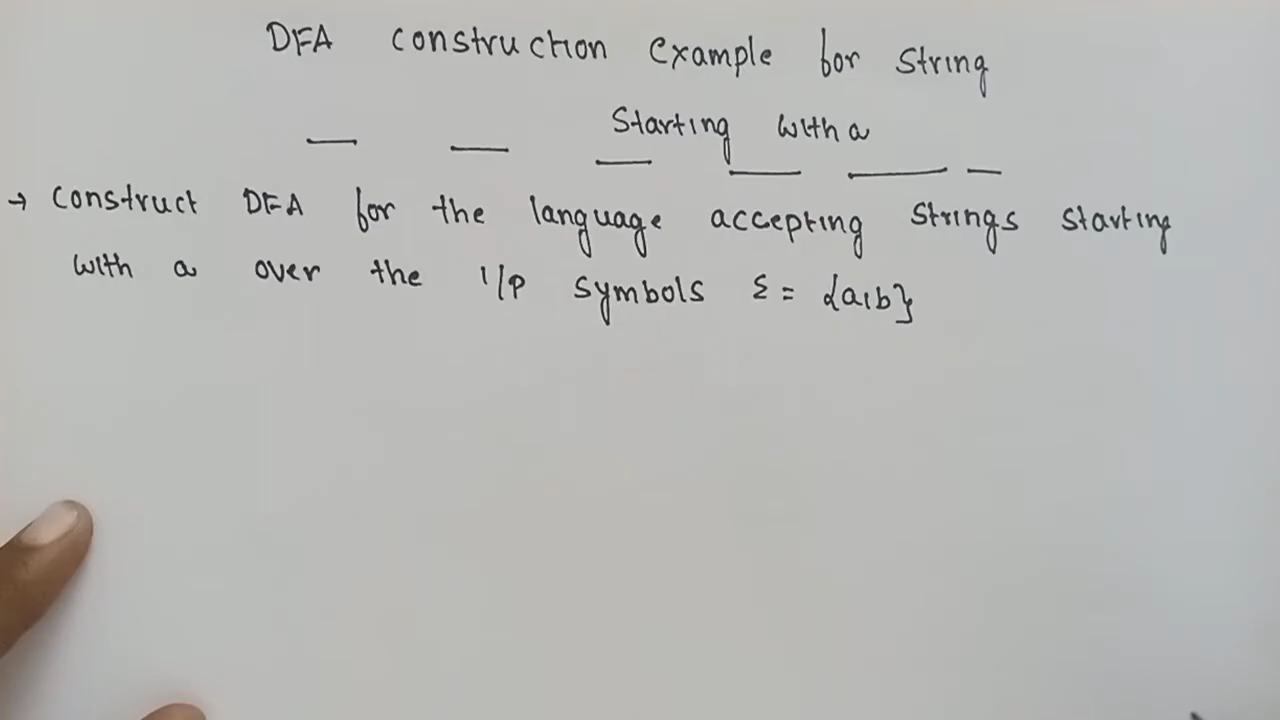 DFA construction Example for string
Starting with a
→ construct DFA for the language accepting strings starting
with a over the I/P symbols Σ = {a,b}